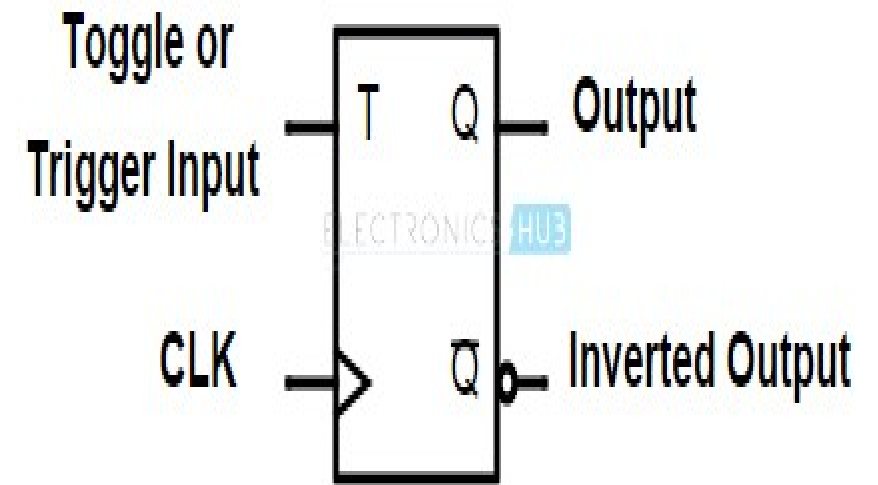 Toggle or
Trigger Input
T
Q
Output
ELECTRONICS HUB
CLK
Q̅
Inverted Output